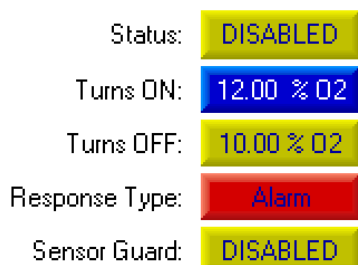 Status: DISABLED
Turns ON: 12.00 % O2
Turns OFF: 10.00 % O2
Response Type: Alarm
Sensor Guard: DISABLED